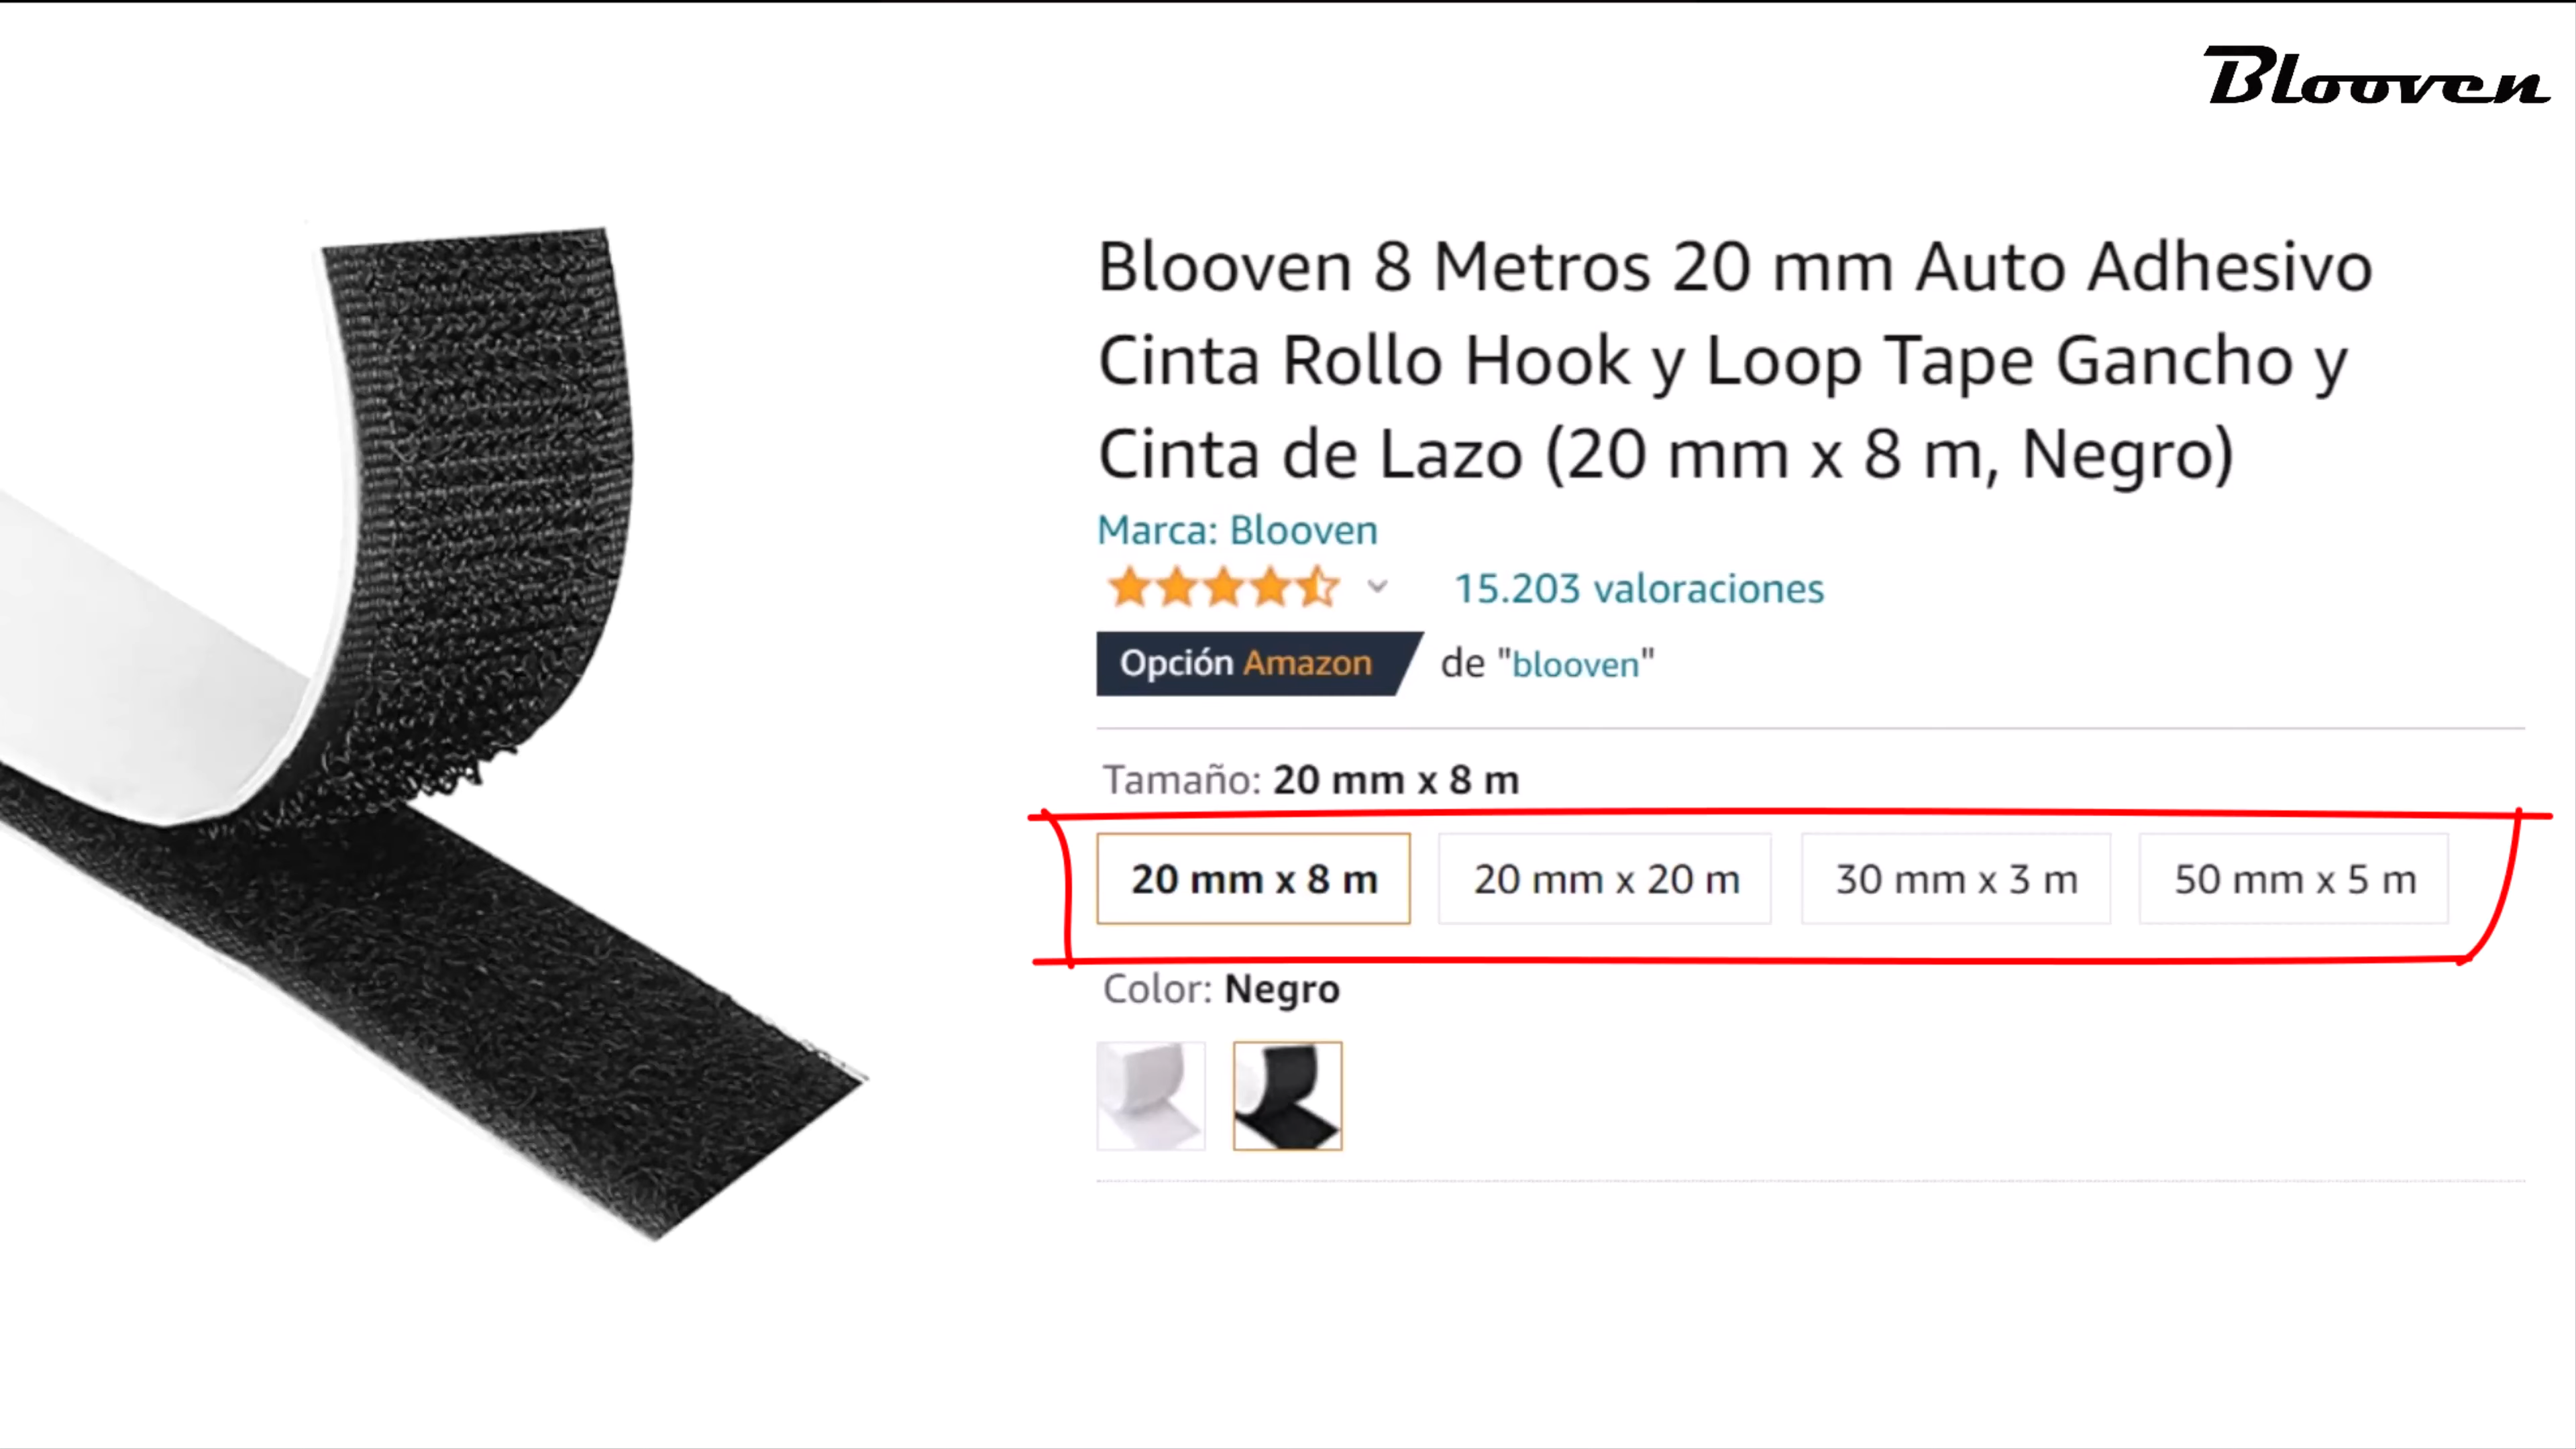 Blooven
Blooven 8 Metros 20 mm Auto Adhesivo
Cinta Rollo Hook y Loop Tape Gancho y
Cinta de Lazo (20 mm x 8 m, Negro)
Marca: Blooven
15.203 valoraciones
Opción Amazon de "blooven"
Tamaño: 20 mm x 8 m
20 mm x 8 m 20 mm x 20 m 30 mm x 3 m 50 mm x 5 m
Color: Negro